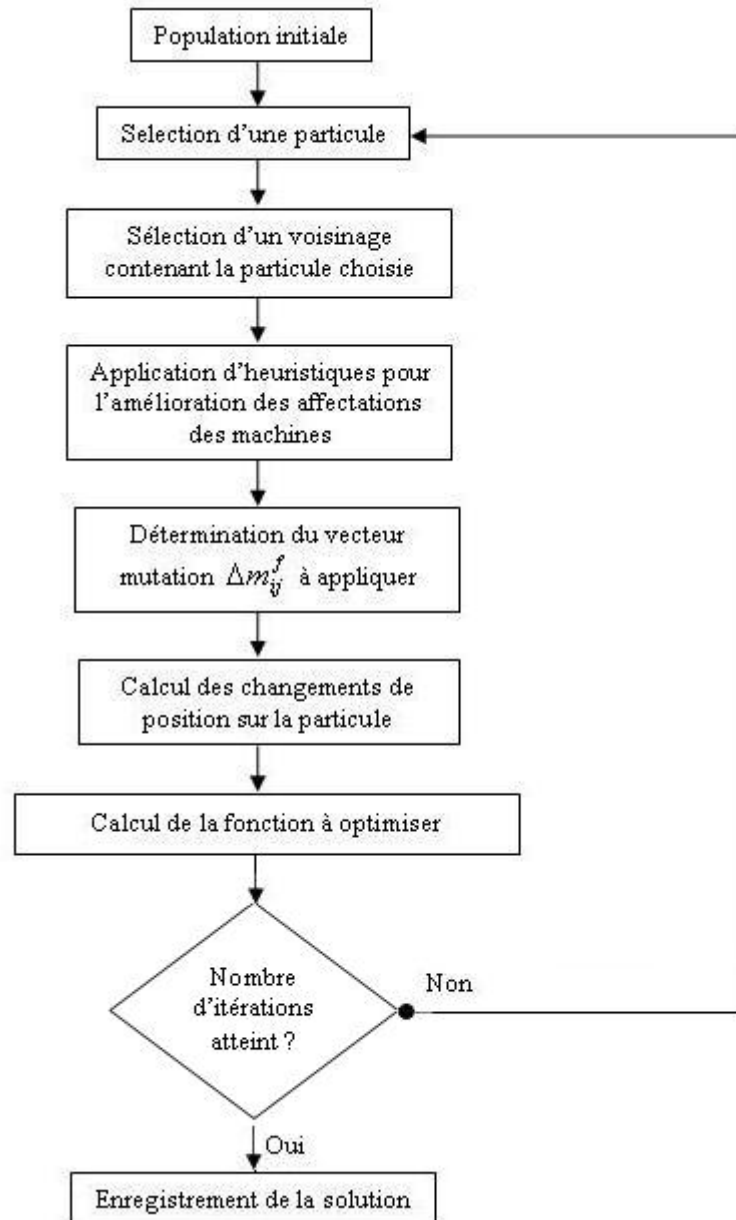 Population initiale
Selection d'une particule
Sélection d'un voisinage
contenant la particule choisie
Application d'heuristiques pour
l'amélioration des affectations
des machines
Détermination du vecteur
mutation Δm_{ij}^{f} à appliquer
Calcul des changements de
position sur la particule
Calcul de la fonction à optimiser
Nombre
d'itérations
atteint ?
Non
Oui
Enregistrement de la solution